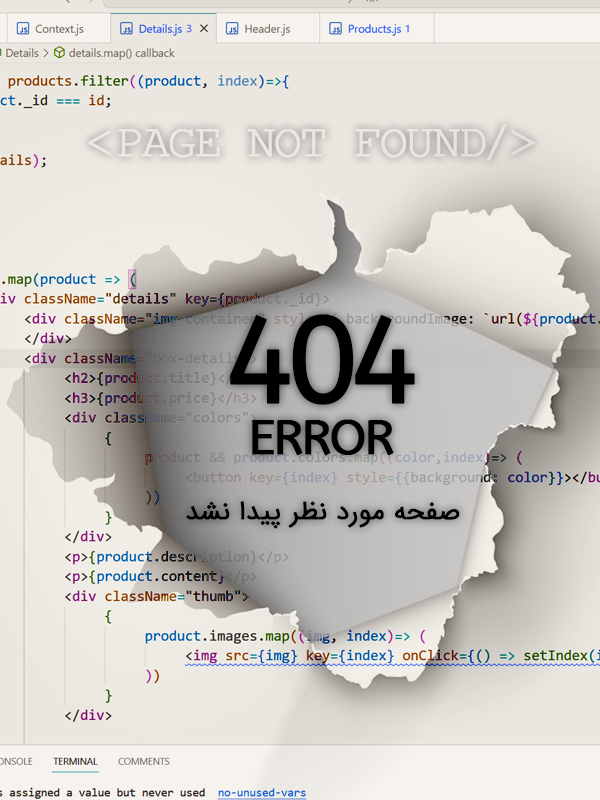 Context.js Details.js 3 Header.js Products.js 1
Details details.map() callback
products.filter((product, index)=>{
ct._id === id;
<PAGE NOT FOUND/>
ails);
.map(product => (
iv className="details" key={product._id}>
<div className="img-container" style backgroundImage: `url(${product.
</div>
<div className="box-details">
<h2>{product.title}</h2>
<h3>{product.price}</h3>
<div className="colors">
404
ERROR
{
product && product.colors.map((color,index)=> (
<button key={index} style={{background: color}}></bu
))
صفحه مورد نظر پیدا نشد
}
</div>
<p>{product.description}</p>
<p>{product.content}</p>
<div className="thumb">
{
product.images.map((img, index)=> (
<img src={img} key={index} onClick={() => setIndex(i
))
}
</div>
ONSOLE TERMINAL COMMENTS
s assigned a value but never used no-unused-vars